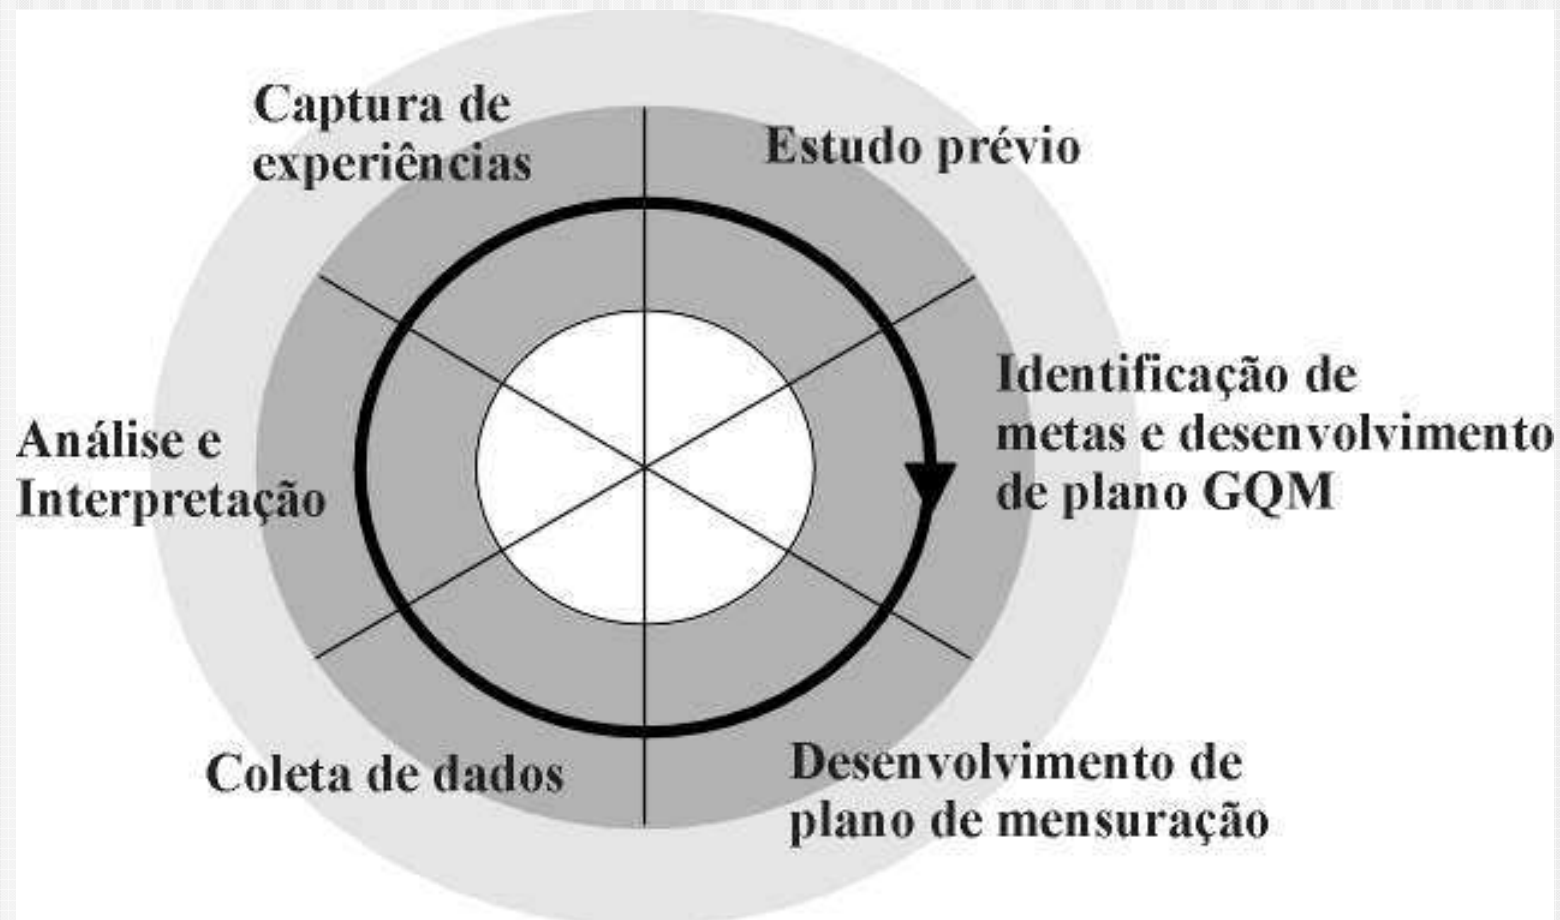 Captura de
experiências
Estudo prévio
Identificação de
metas e desenvolvimento
de plano GQM
Análise e
Interpretação
Coleta de dados
Desenvolvimento de
plano de mensuração